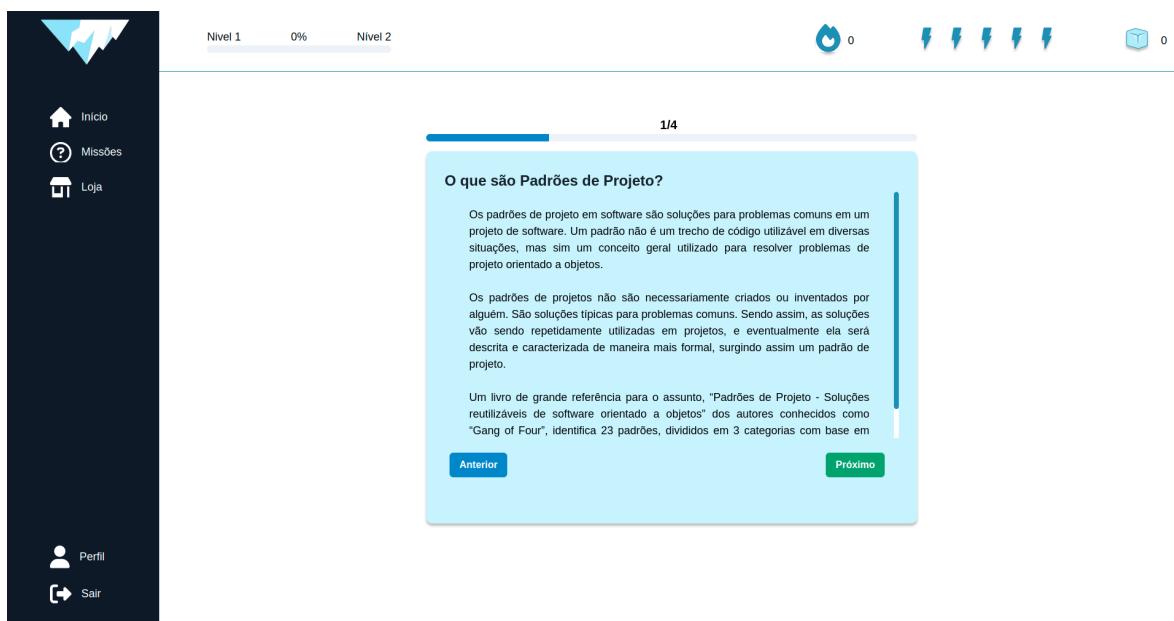 Nivel 1 0% Nivel 2
0
0
Início
Missões
Loja
Perfil
Sair
1/4
O que são Padrões de Projeto?
Os padrões de projeto em software são soluções para problemas comuns em um
projeto de software. Um padrão não é um trecho de código utilizável em diversas
situações, mas sim um conceito geral utilizado para resolver problemas de
projeto orientado a objetos.
Os padrões de projetos não são necessariamente criados ou inventados por
alguém. São soluções típicas para problemas comuns. Sendo assim, as soluções
vão sendo repetidamente utilizadas em projetos, e eventualmente ela será
descrita e caracterizada de maneira mais formal, surgindo assim um padrão de
projeto.
Um livro de grande referência para o assunto, “Padrões de Projeto - Soluções
reutilizáveis de software orientado a objetos” dos autores conhecidos como
“Gang of Four”, identifica 23 padrões, divididos em 3 categorias com base em
Anterior
Próximo